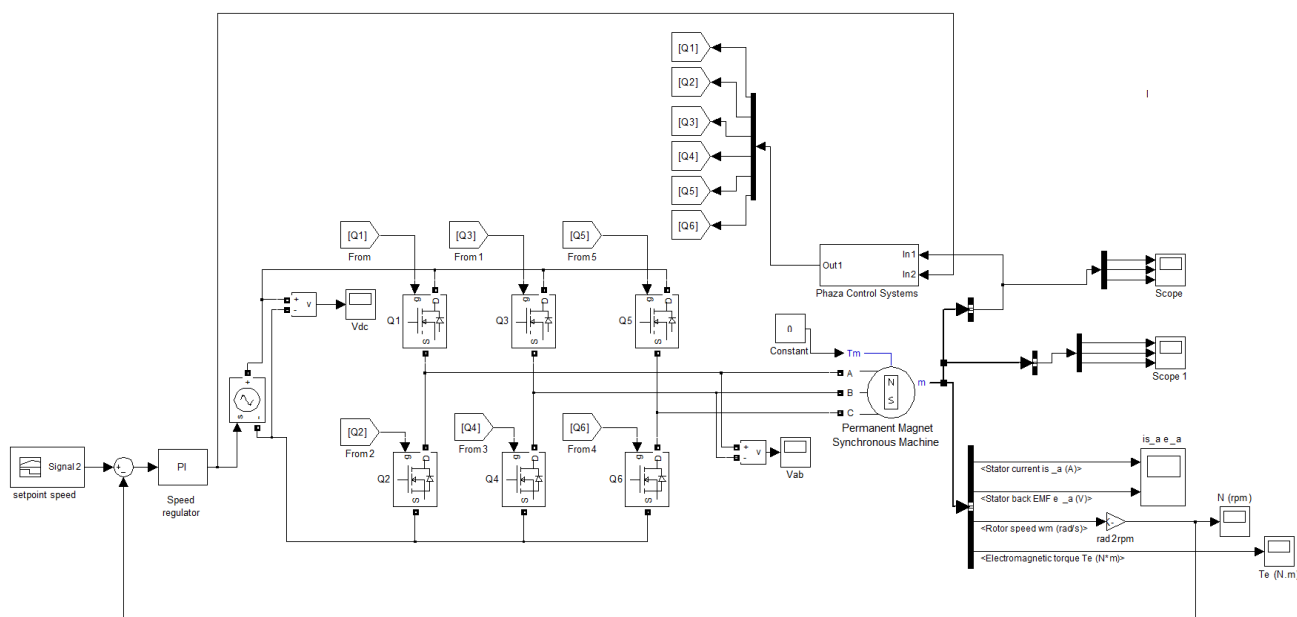 [Q1]
[Q2]
[Q3]
[Q4]
[Q5]
[Q6]
I
[Q1]
From
[Q3]
From 1
[Q5]
From 5
Out1
In1
In2
Phaza Control Systems
Scope
+
-
v
Vdc
g
D
S
Q1
g
D
S
Q3
g
D
S
Q5
Constant
Tm
A
B
C
N
S
m
Permanent Magnet
Synchronous Machine
Scope 1
+
s
-
[Q2]
From 2
[Q4]
From 3
[Q6]
From 4
g
D
S
Q2
g
D
S
Q4
g
D
S
Q6
+
-
v
Vab
Signal 2
setpoint speed
+
-
PI
Speed
regulator
is_a e _a
<Stator current is _a (A)>
<Stator back EMF e _a (V)>
<Rotor speed wm (rad/s)>
<Electromagnetic torque Te (N*m)>
rad2rpm
N (rpm)
Te (N.m)